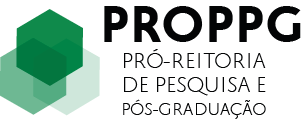 PROPPG
PRÓ-REITORIA
DE PESQUISA E
PÓS-GRADUAÇÃO